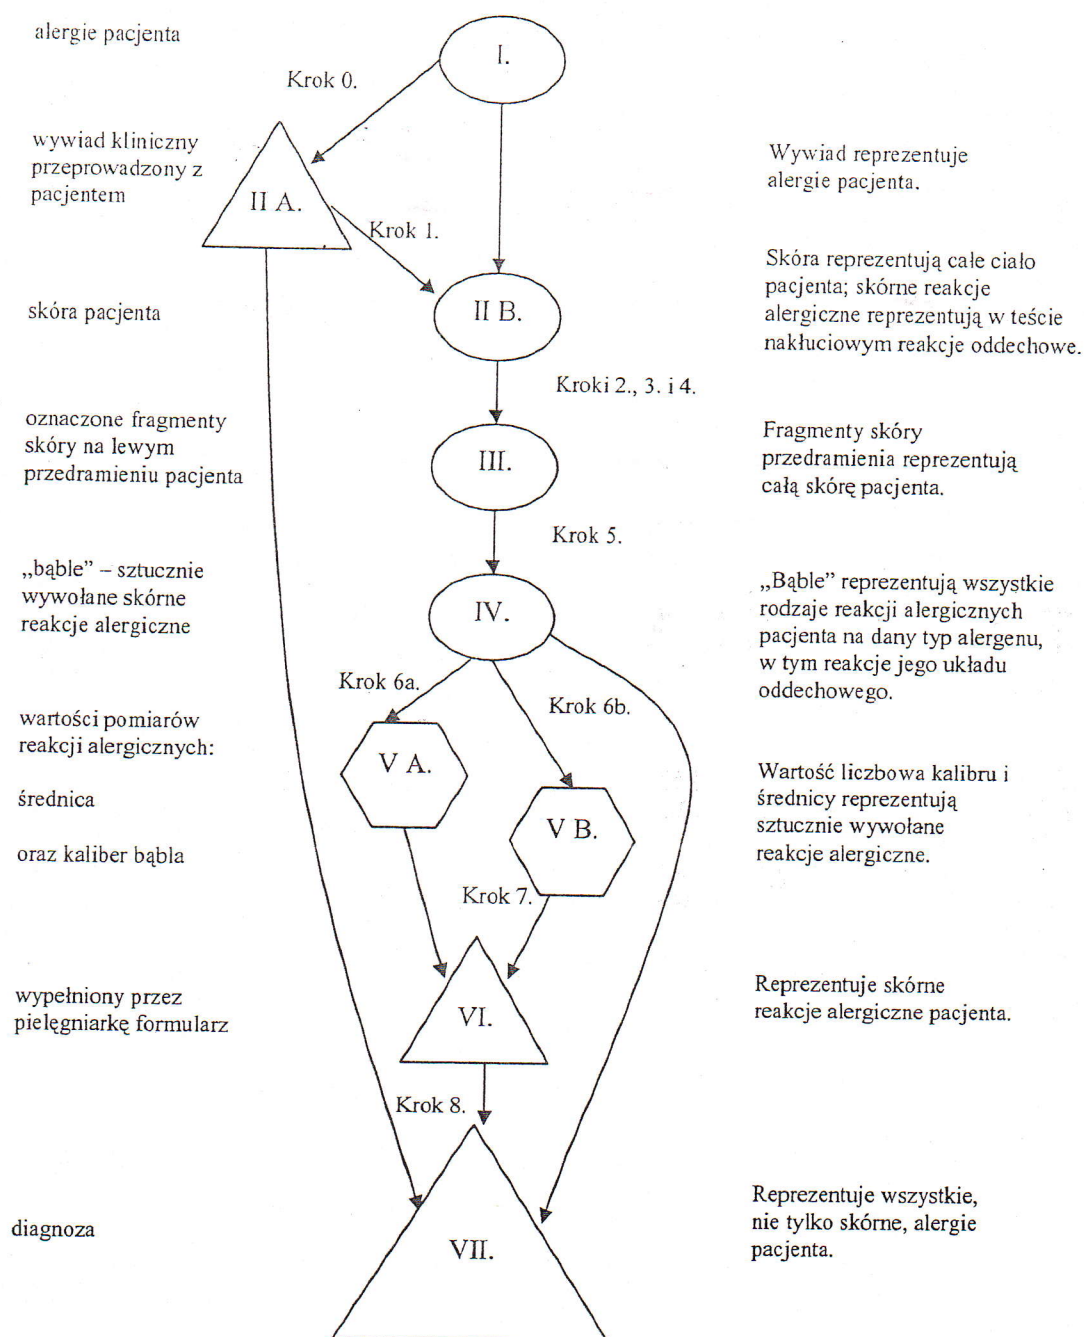 alergie pacjenta
I.
Krok 0.
wywiad kliniczny
przeprowadzony z
pacjentem
II A.
Wywiad reprezentuje
alergie pacjenta.
Krok 1.
skóra pacjenta
II B.
Skóra reprezentują całe ciało
pacjenta; skórne reakcje
alergiczne reprezentują w teście
nakłuciowym reakcje oddechowe.
Kroki 2., 3. i 4.
oznaczone fragmenty
skóry na lewym
przedramieniu pacjenta
III.
Fragmenty skóry
przedramienia reprezentują
całą skórę pacjenta.
Krok 5.
„bąble” – sztucznie
wywołane skórne
reakcje alergiczne
IV.
„Bąble” reprezentują wszystkie
rodzaje reakcji alergicznych
pacjenta na dany typ alergenu,
w tym reakcje jego układu
oddechowego.
Krok 6a.
Krok 6b.
wartości pomiarów
reakcji alergicznych:
średnica
oraz kaliber bąbla
V A.
V B.
Wartość liczbowa kalibru i
średnicy reprezentują
sztucznie wywołane
reakcje alergiczne.
Krok 7.
wypełniony przez
pielęgniarkę formularz
VI.
Reprezentuje skórne
reakcje alergiczne pacjenta.
Krok 8.
diagnoza
VII.
Reprezentuje wszystkie,
nie tylko skórne, alergie
pacjenta.